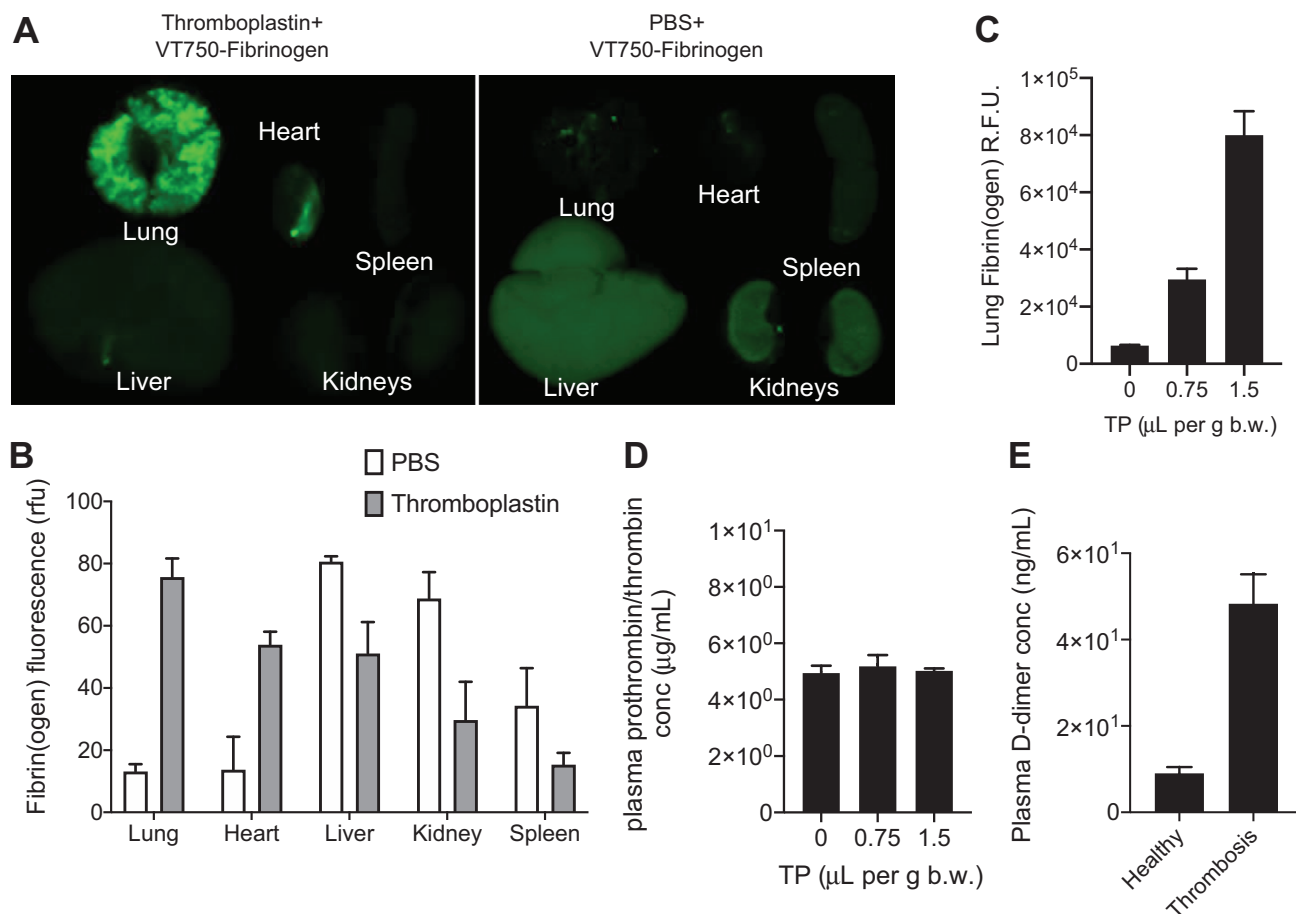 A
Thromboplastin+
VT750-Fibrinogen
PBS+
VT750-Fibrinogen
Heart
Lung
Spleen
Liver
Kidneys
Lung
Heart
Spleen
Liver
Kidneys
B
PBS
Thromboplastin
Fibrin(ogen) fluorescence (rfu)
100
80
60
40
20
0
Lung Heart Liver Kidney Spleen
C
Lung Fibrin(ogen) R.F.U.
1×10⁵
8×10⁴
6×10⁴
4×10⁴
2×10⁴
0
0 0.75 1.5
TP (μL per g b.w.)
D
plasma prothrombin/thrombin
conc (μg/mL)
1×10¹
8×10⁰
6×10⁰
4×10⁰
2×10⁰
0
0 0.75 1.5
TP (μL per g b.w.)
E
Plasma D-dimer conc (ng/mL)
6×10¹
4×10¹
2×10¹
0
Healthy
Thrombosis